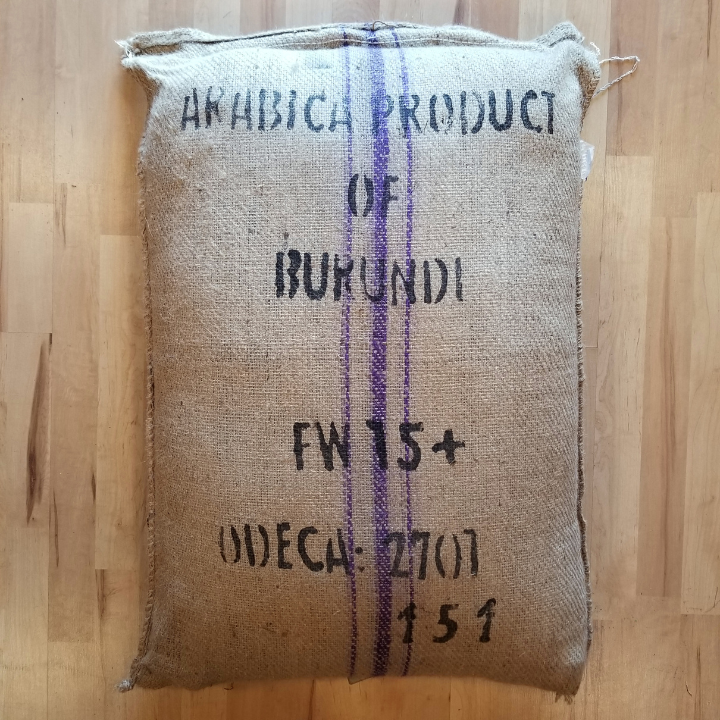 ARABICA PRODUCT
OF
BURUNDI
FW 15+
ODECA: 2707
151